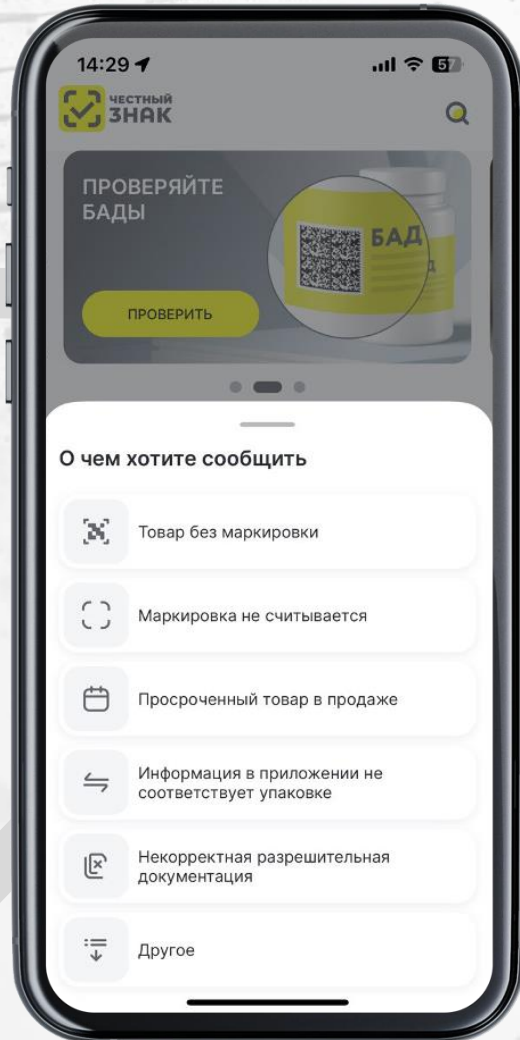 14:29
57
ЧЕСТНЫЙ
ЗНАК
ПРОВЕРЯЙТЕ
БАДЫ
БАД
ПРОВЕРИТЬ
О чем хотите сообщить
Товар без маркировки
Маркировка не считывается
Просроченный товар в продаже
Информация в приложении не
соответствует упаковке
Некорректная разрешительная
документация
Другое